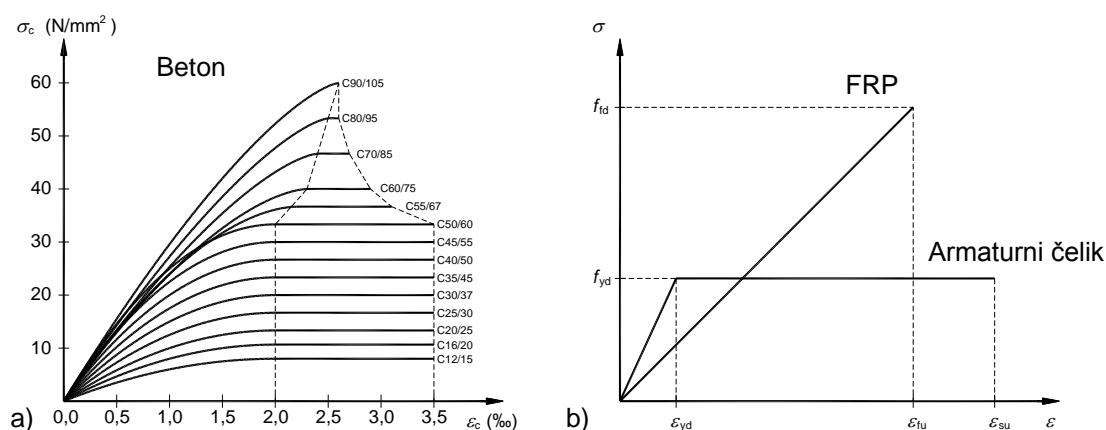 σc (N/mm²)
Beton
60
50
40
30
20
10
C90/105
C80/95
C70/85
C60/75
C55/67
C50/60
C45/55
C40/50
C35/45
C30/37
C25/30
C20/25
C16/20
C12/15
0,0 0,5 1,0 1,5 2,0 2,5 3,0 3,5 εc (‰)
a)
σ
FRP
ffd
Armaturni čelik
fyd
εyd εfu εsu ε
b)